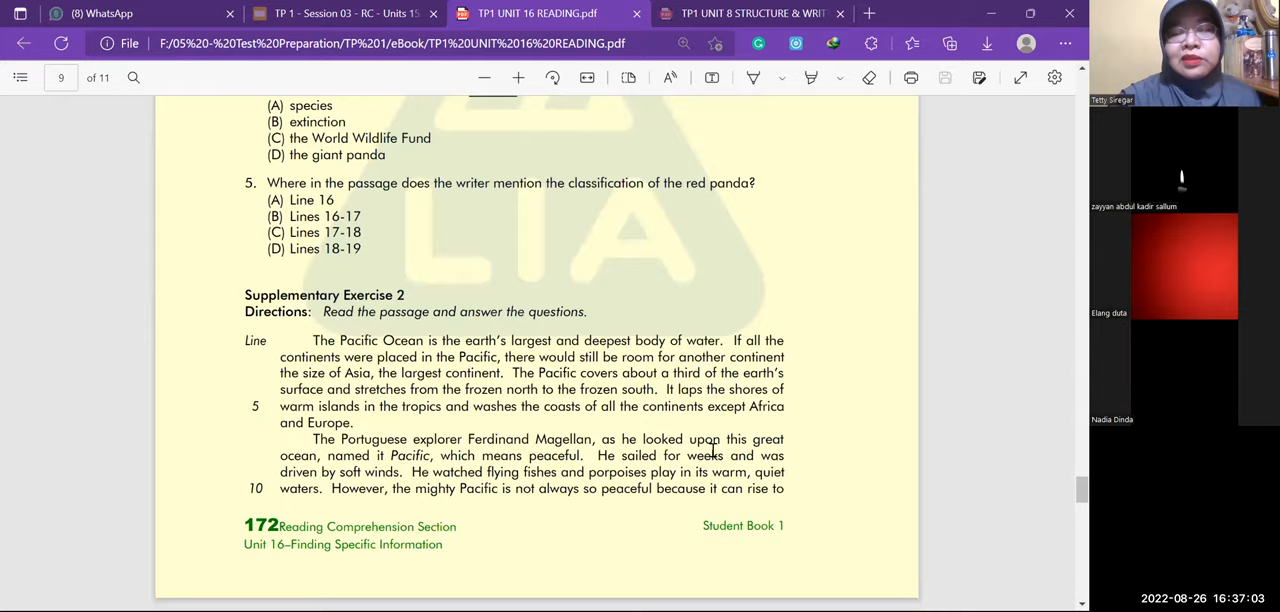 (8) WhatsApp
TP 1 - Session 03 - RC - Units 15
TP1 UNIT 16 READING.pdf
TP1 UNIT 8 STRUCTURE & WRIT
File
F:/05%20-%20Test%20Preparation/TP%201/eBook/TP1%20UNIT%2016%20READING.pdf
9 of 11
(A) species
(B) extinction
(C) the World Wildlife Fund
(D) the giant panda
5. Where in the passage does the writer mention the classification of the red panda?
(A) Line 16
(B) Lines 16-17
(C) Lines 17-18
(D) Lines 18-19
LIA
Supplementary Exercise 2
Directions: Read the passage and answer the questions.
Line The Pacific Ocean is the earth's largest and deepest body of water. If all the
continents were placed in the Pacific, there would still be room for another continent
the size of Asia, the largest continent. The Pacific covers about a third of the earth's
surface and stretches from the frozen north to the frozen south. It laps the shores of
5 warm islands in the tropics and washes the coasts of all the continents except Africa
and Europe.
The Portuguese explorer Ferdinand Magellan, as he looked upon this great
ocean, named it Pacific, which means peaceful. He sailed for weeks and was
driven by soft winds. He watched flying fishes and porpoises play in its warm, quiet
10 waters. However, the mighty Pacific is not always so peaceful because it can rise to
172Reading Comprehension Section
Student Book 1
Unit 16–Finding Specific Information
Tetty Siregar
zayyan abdul kadir sallum
Elang duta
Nadia Dinda
2022-08-26 16:37:03